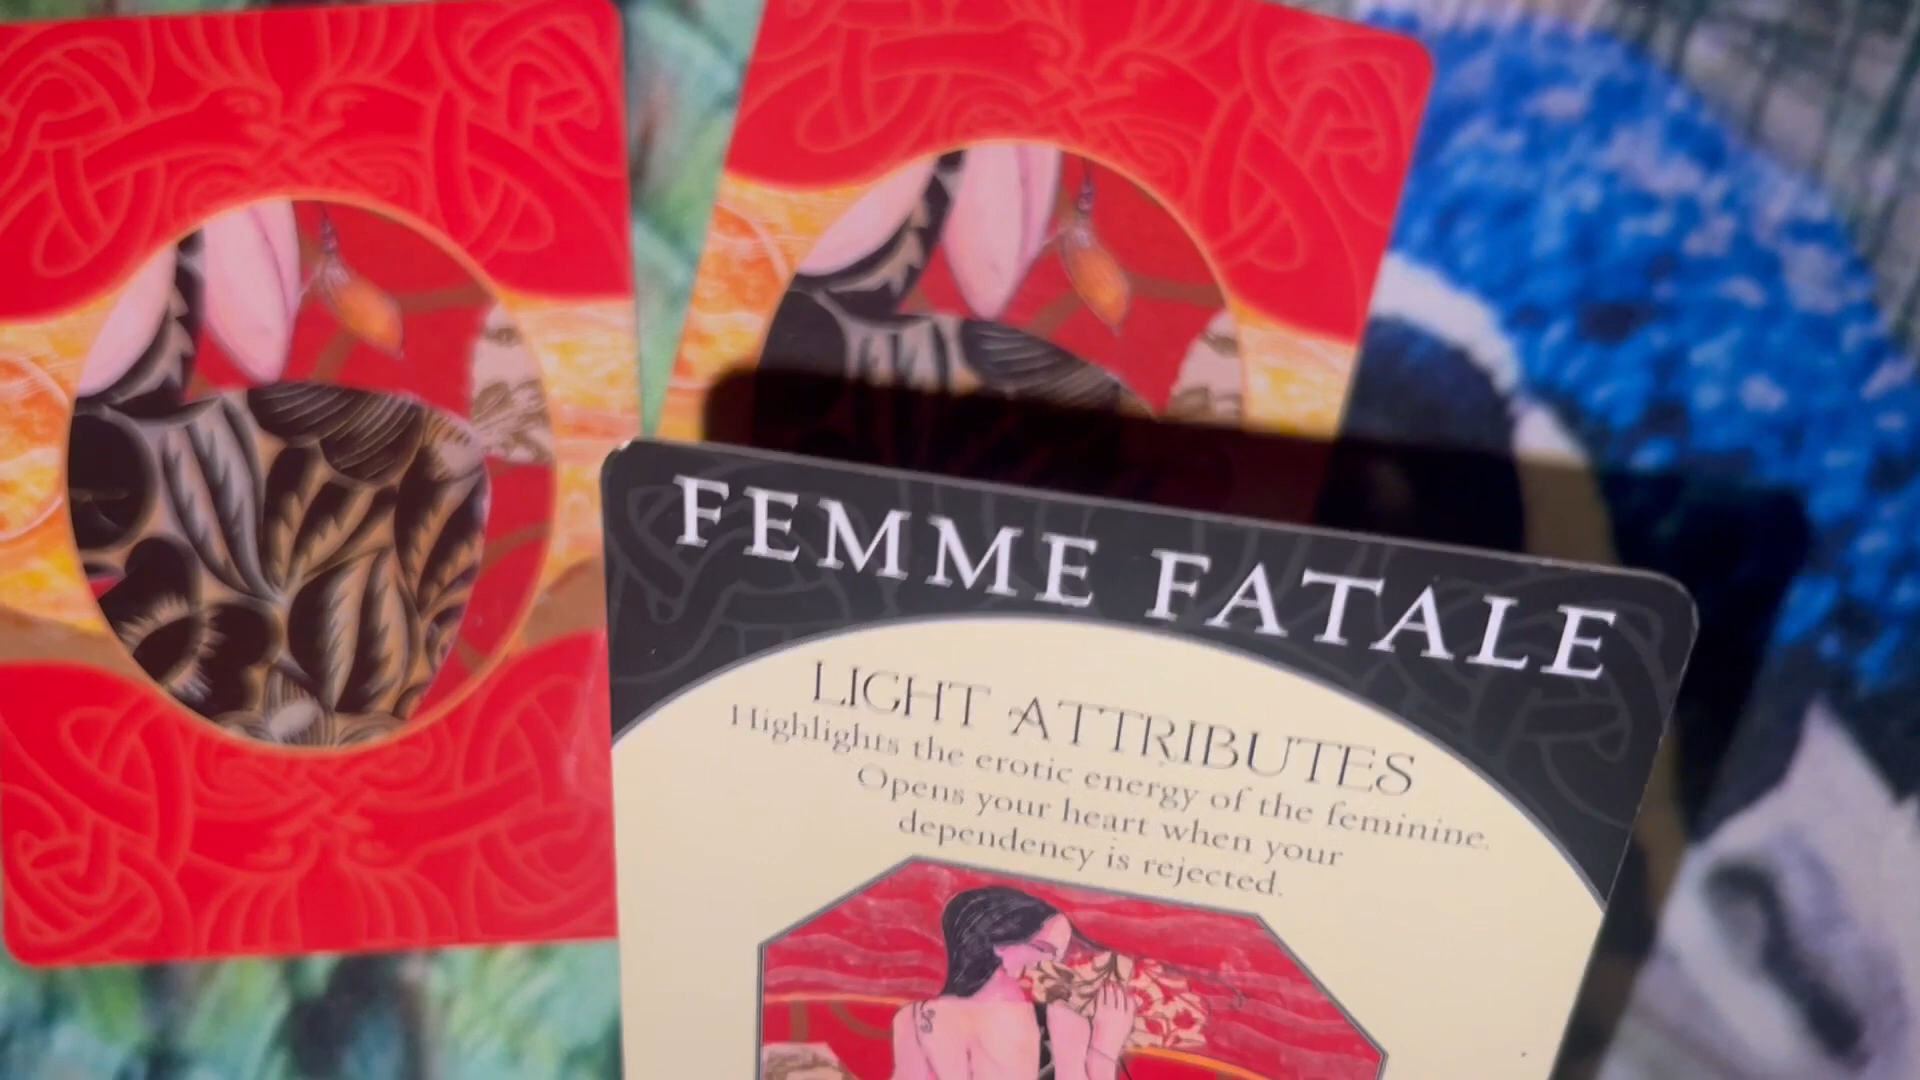 FEMME FATALE
LIGHT ATTRIBUTES
Highlights the erotic energy of the feminine.
Opens your heart when your
dependency is rejected.